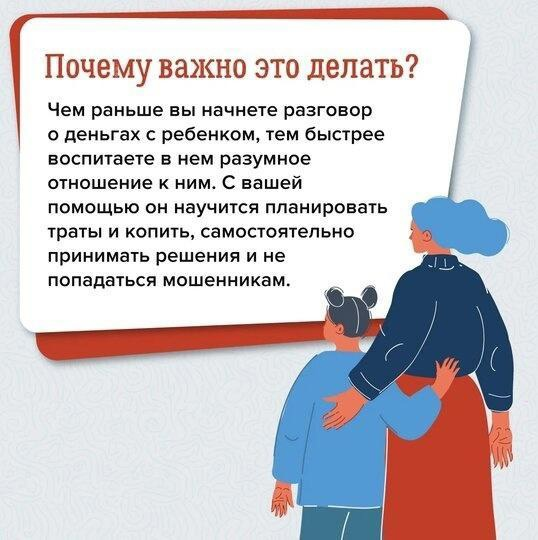 Почему важно это делать?
Чем раньше вы начнете разговор
о деньгах с ребенком, тем быстрее
воспитаете в нем разумное
отношение к ним. С вашей
помощью он научится планировать
траты и копить, самостоятельно
принимать решения и не
попадаться мошенникам.